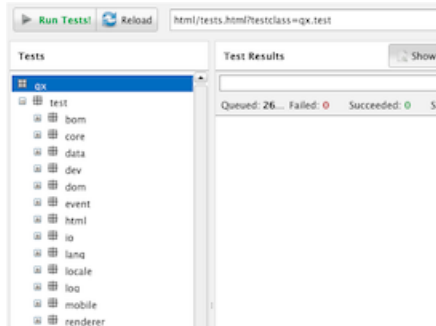 Run Tests! Reload html/tests.html?testclass=qx.test
Tests
Test Results
Show
qx
test
Queued: 26... Failed: 0 Succeeded: 0 S
bom
core
data
dev
dom
event
html
io
lang
locale
log
mobile
renderer